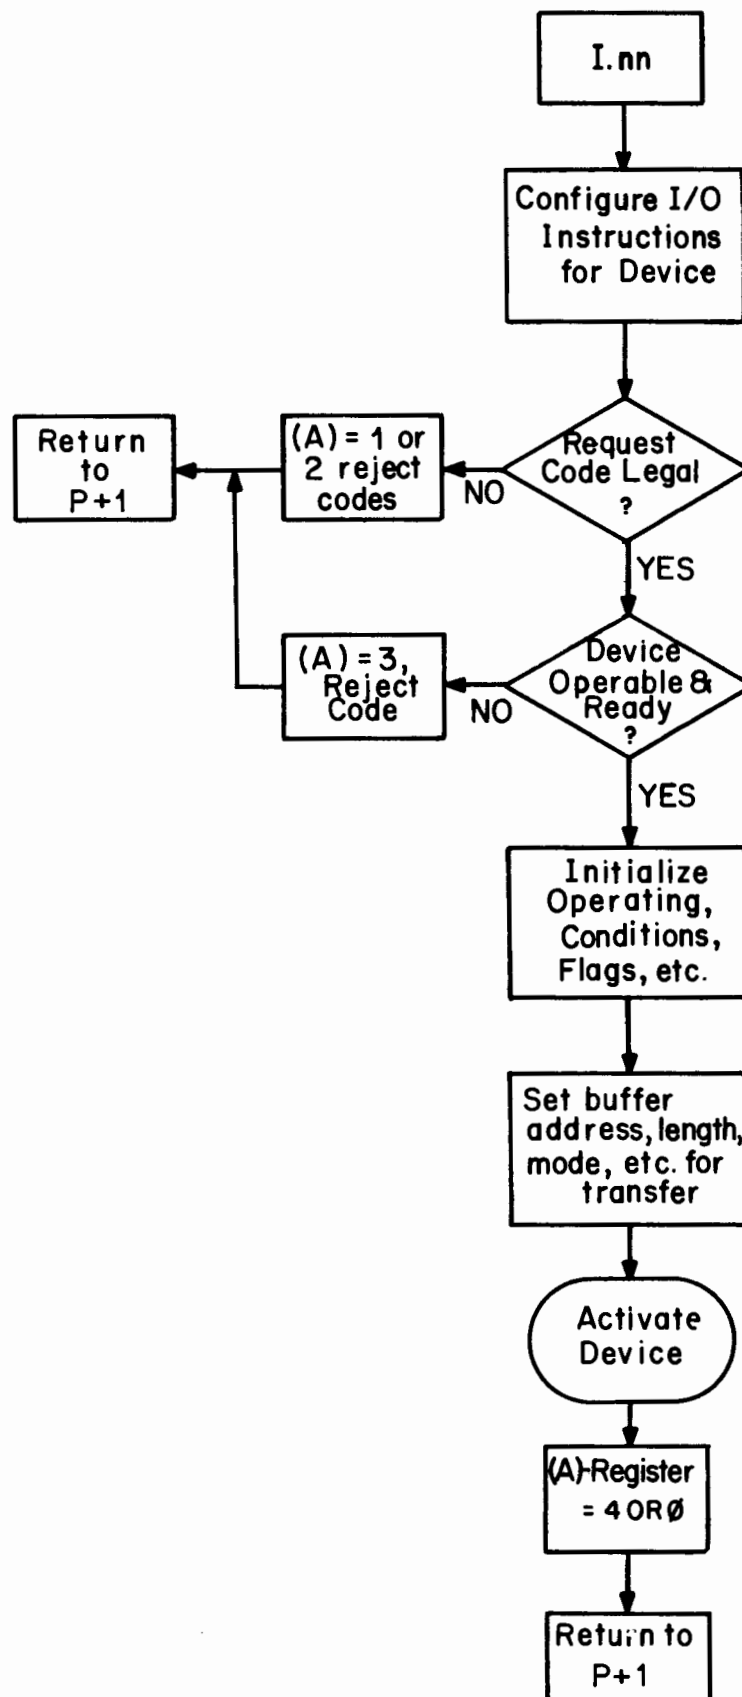 I.nn
Configure I/O
Instructions
for Device
Request
Code Legal
?
NO
(A) = 1 or
2 reject
codes
Return
to
P+1
YES
Device
Operable &
Ready
?
NO
(A) = 3,
Reject
Code
YES
Initialize
Operating,
Conditions,
Flags, etc.
Set buffer
address, length,
mode, etc. for
transfer
Activate
Device
(A)-Register
= 4 OR Ø
Return to
P+1